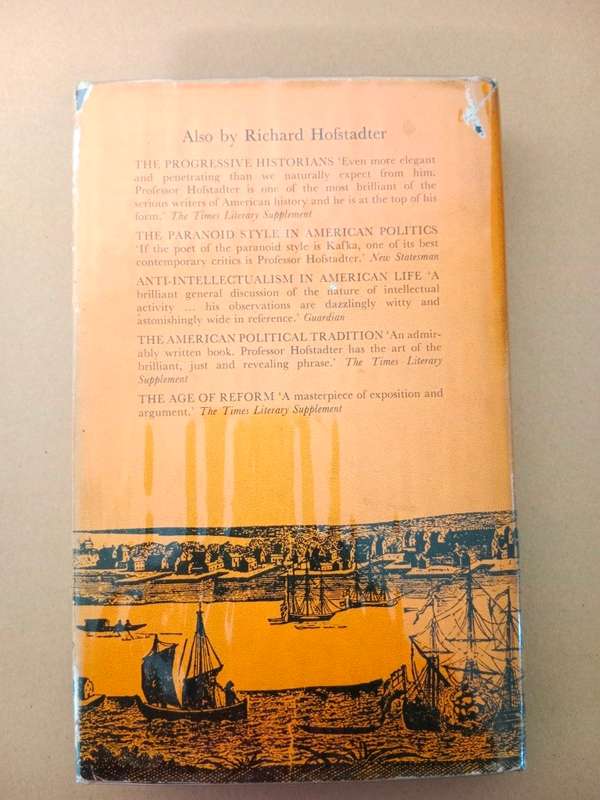 Also by Richard Hofstadter
THE PROGRESSIVE HISTORIANS 'Even more elegant
and penetrating than we naturally expect from him.
Professor Hofstadter is one of the most brilliant of the
serious writers of American history and he is at the top of his
form.' The Times Literary Supplement
THE PARANOID STYLE IN AMERICAN POLITICS
'If the poet of the paranoid style is Kafka, one of its best
contemporary critics is Professor Hofstadter.' New Statesman
ANTI-INTELLECTUALISM IN AMERICAN LIFE 'A
brilliant general discussion of the nature of intellectual
activity ... his observations are dazzlingly witty and
astonishingly wide in reference.' Guardian
THE AMERICAN POLITICAL TRADITION 'An admir-
ably written book. Professor Hofstadter has the art of the
brilliant, just and revealing phrase.' The Times Literary
Supplement
THE AGE OF REFORM 'A masterpiece of exposition and
argument.' The Times Literary Supplement